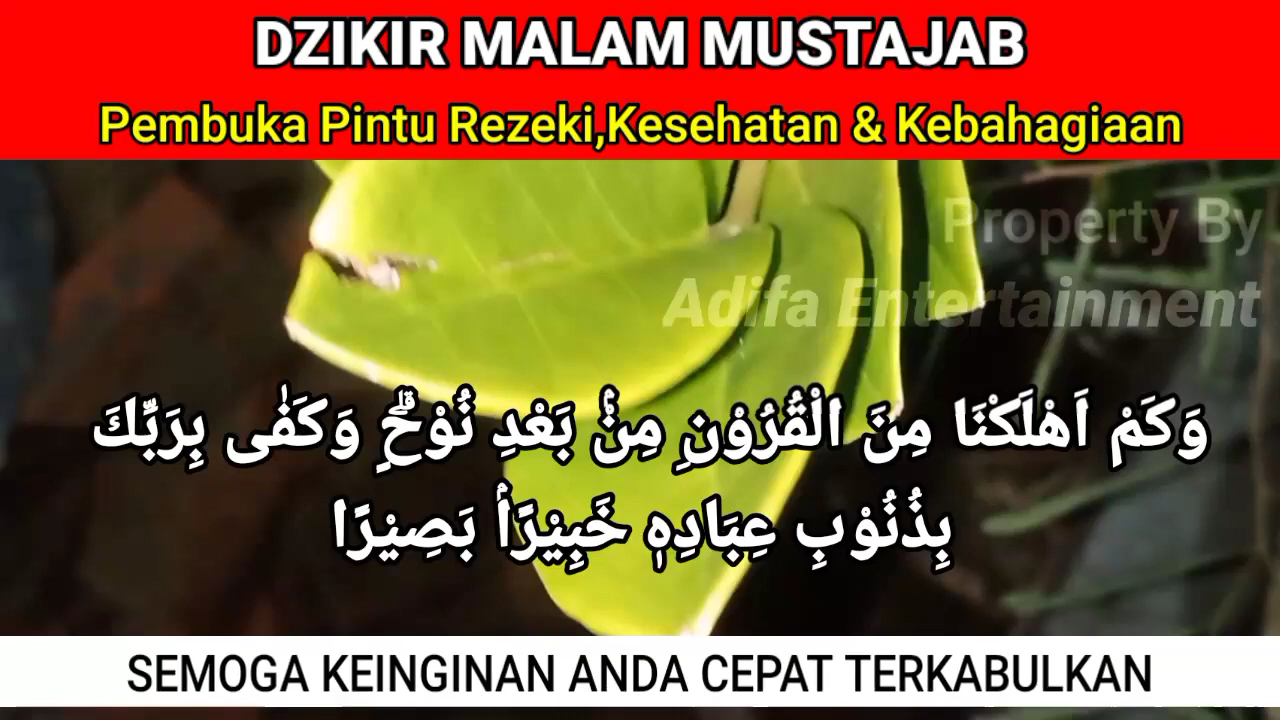 DZIKIR MALAM MUSTAJAB
Pembuka Pintu Rezeki,Kesehatan & Kebahagiaan
Property By
Adifa Entertainment
وَكَمْ اَهْلَكْنَا مِنَ الْقُرُوْنِ مِنْۢ بَعْدِ نُوْحٍۗ وَكَفٰى بِرَبِّكَ
بِذُنُوْبِ عِبَادِهٖ خَبِيْرًاۢ بَصِيْرًا
SEMOGA KEINGINAN ANDA CEPAT TERKABULKAN